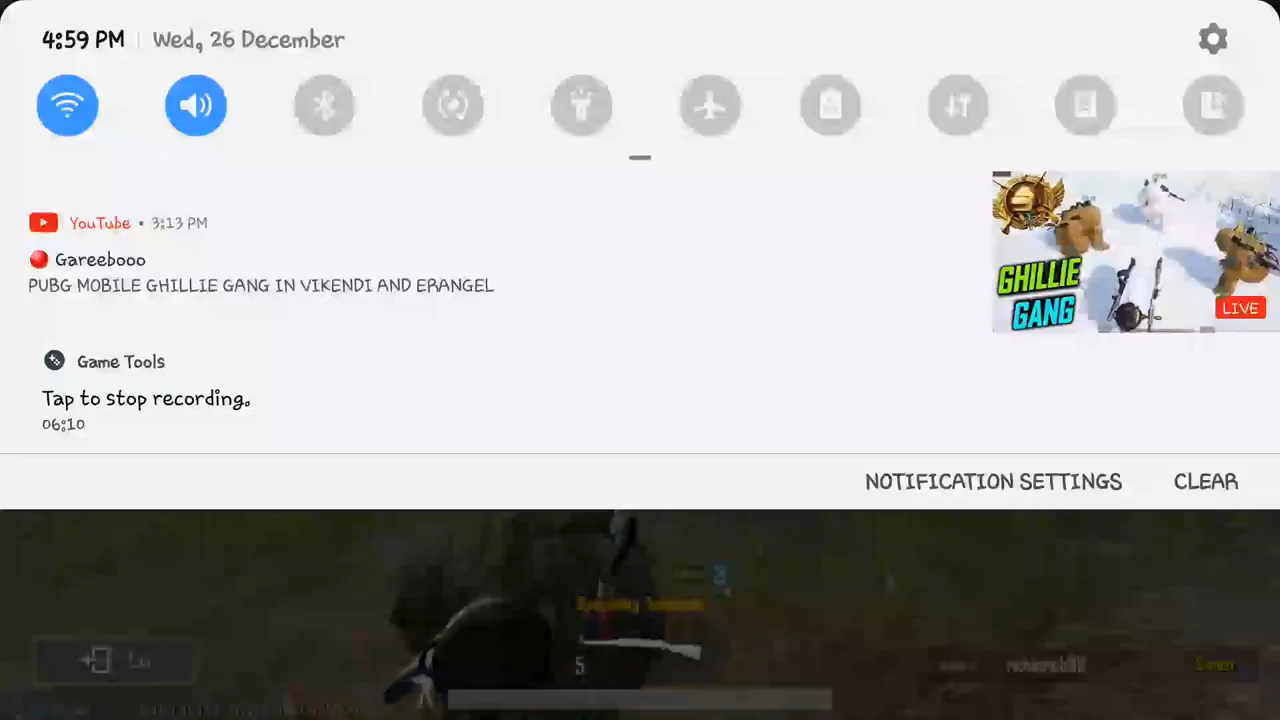 4:59 PM | Wed, 26 December
YouTube • 3:13 PM
Gareebooo
PUBG MOBILE GHILLIE GANG IN VIKENDI AND ERANGEL
GHILLIE
GANG
LIVE
Game Tools
Tap to stop recording.
06:10
NOTIFICATION SETTINGS CLEAR
5